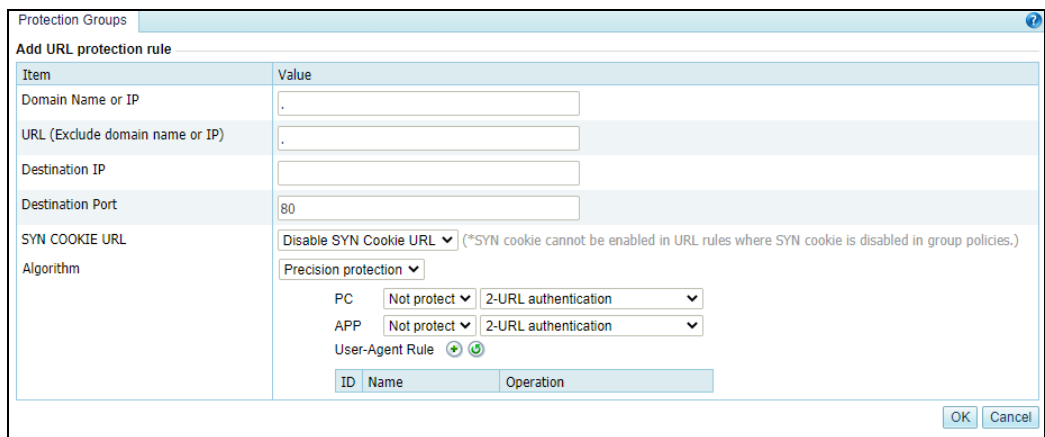 Protection Groups
?
Add URL protection rule
Item Value
Domain Name or IP .
URL (Exclude domain name or IP) .
Destination IP
Destination Port 80
SYN COOKIE URL Disable SYN Cookie URL (*SYN cookie cannot be enabled in URL rules where SYN cookie is disabled in group policies.)
Algorithm Precision protection
PC Not protect 2-URL authentication
APP Not protect 2-URL authentication
User-Agent Rule
ID Name Operation
OK Cancel